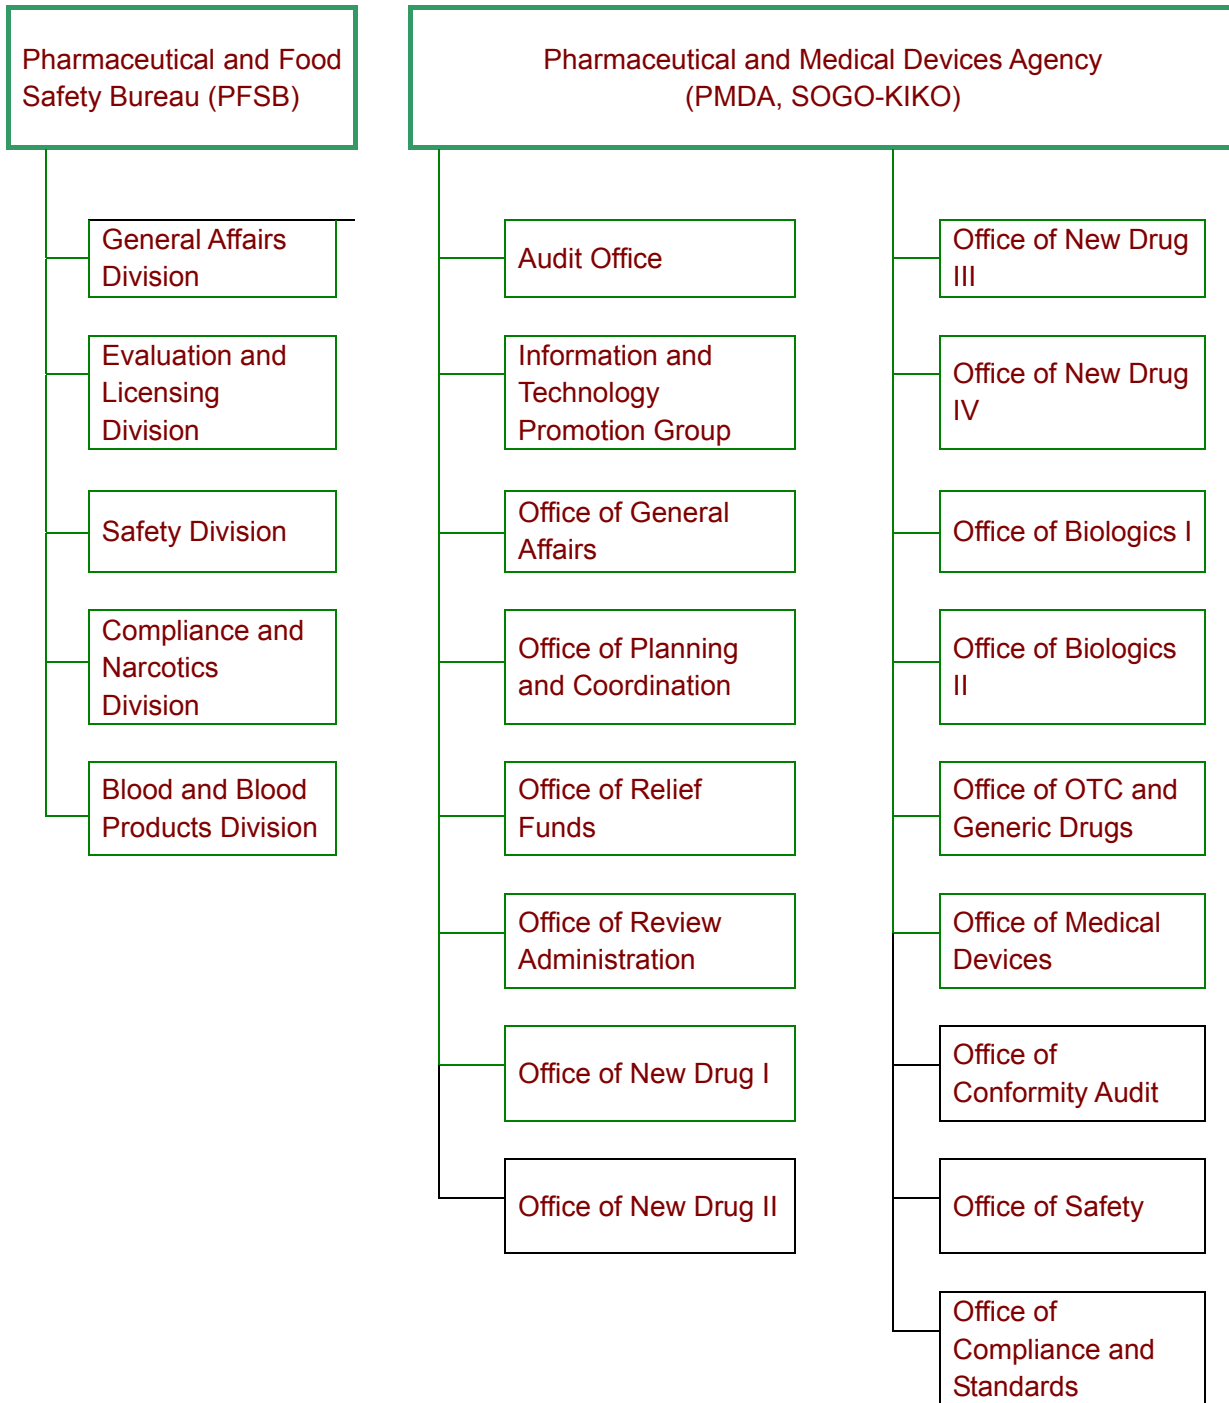 Pharmaceutical and Food
Safety Bureau (PFSB)
General Affairs
Division
Evaluation and
Licensing
Division
Safety Division
Compliance and
Narcotics
Division
Blood and Blood
Products Division
Pharmaceutical and Medical Devices Agency
(PMDA, SOGO-KIKO)
Audit Office
Information and
Technology
Promotion Group
Office of General
Affairs
Office of Planning
and Coordination
Office of Relief
Funds
Office of Review
Administration
Office of New Drug I
Office of New Drug II
Office of New Drug
III
Office of New Drug
IV
Office of Biologics I
Office of Biologics
II
Office of OTC and
Generic Drugs
Office of Medical
Devices
Office of
Conformity Audit
Office of Safety
Office of
Compliance and
Standards